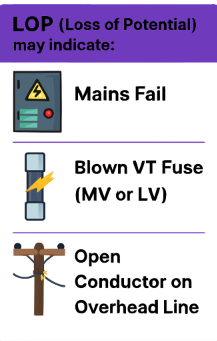 LOP (Loss of Potential)
may indicate:
Mains Fail
Blown VT Fuse
(MV or LV)
Open
Conductor on
Overhead Line